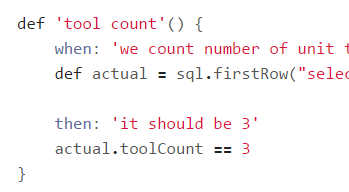 def 'tool count'() {
when: 'we count number of unit
def actual = sql.firstRow("selec
then: 'it should be 3'
actual.toolCount == 3
}